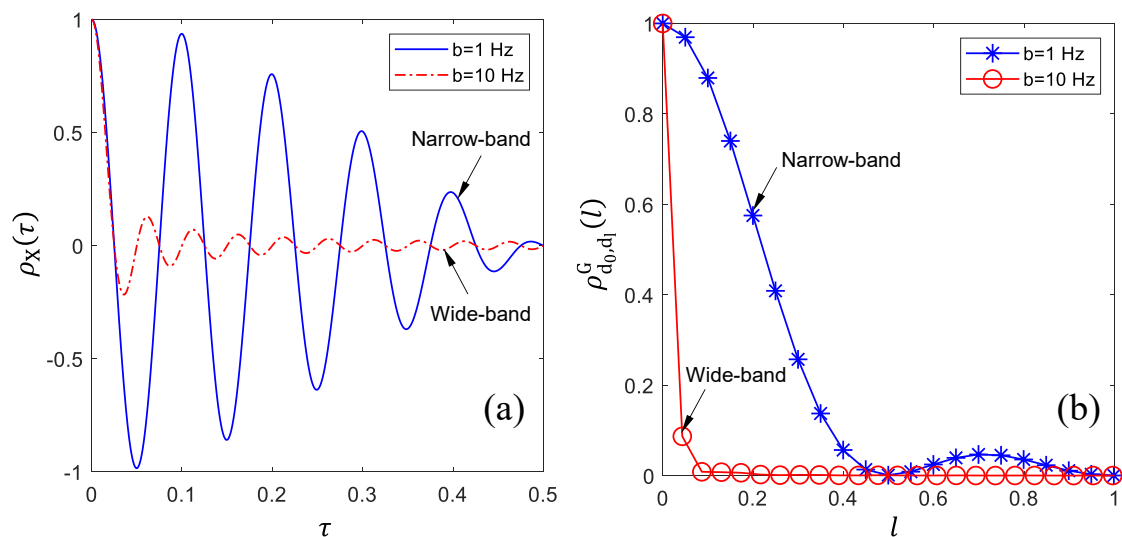 1
0.5
0
-0.5
-1
ρX(τ)
0
0.1
0.2
0.3
0.4
0.5
τ
b=1 Hz
b=10 Hz
Narrow-band
Wide-band
(a)
1
0.8
0.6
0.4
0.2
0
ρ^G_d0,dl(l)
0
0.2
0.4
0.6
0.8
1
l
b=1 Hz
b=10 Hz
Narrow-band
Wide-band
(b)